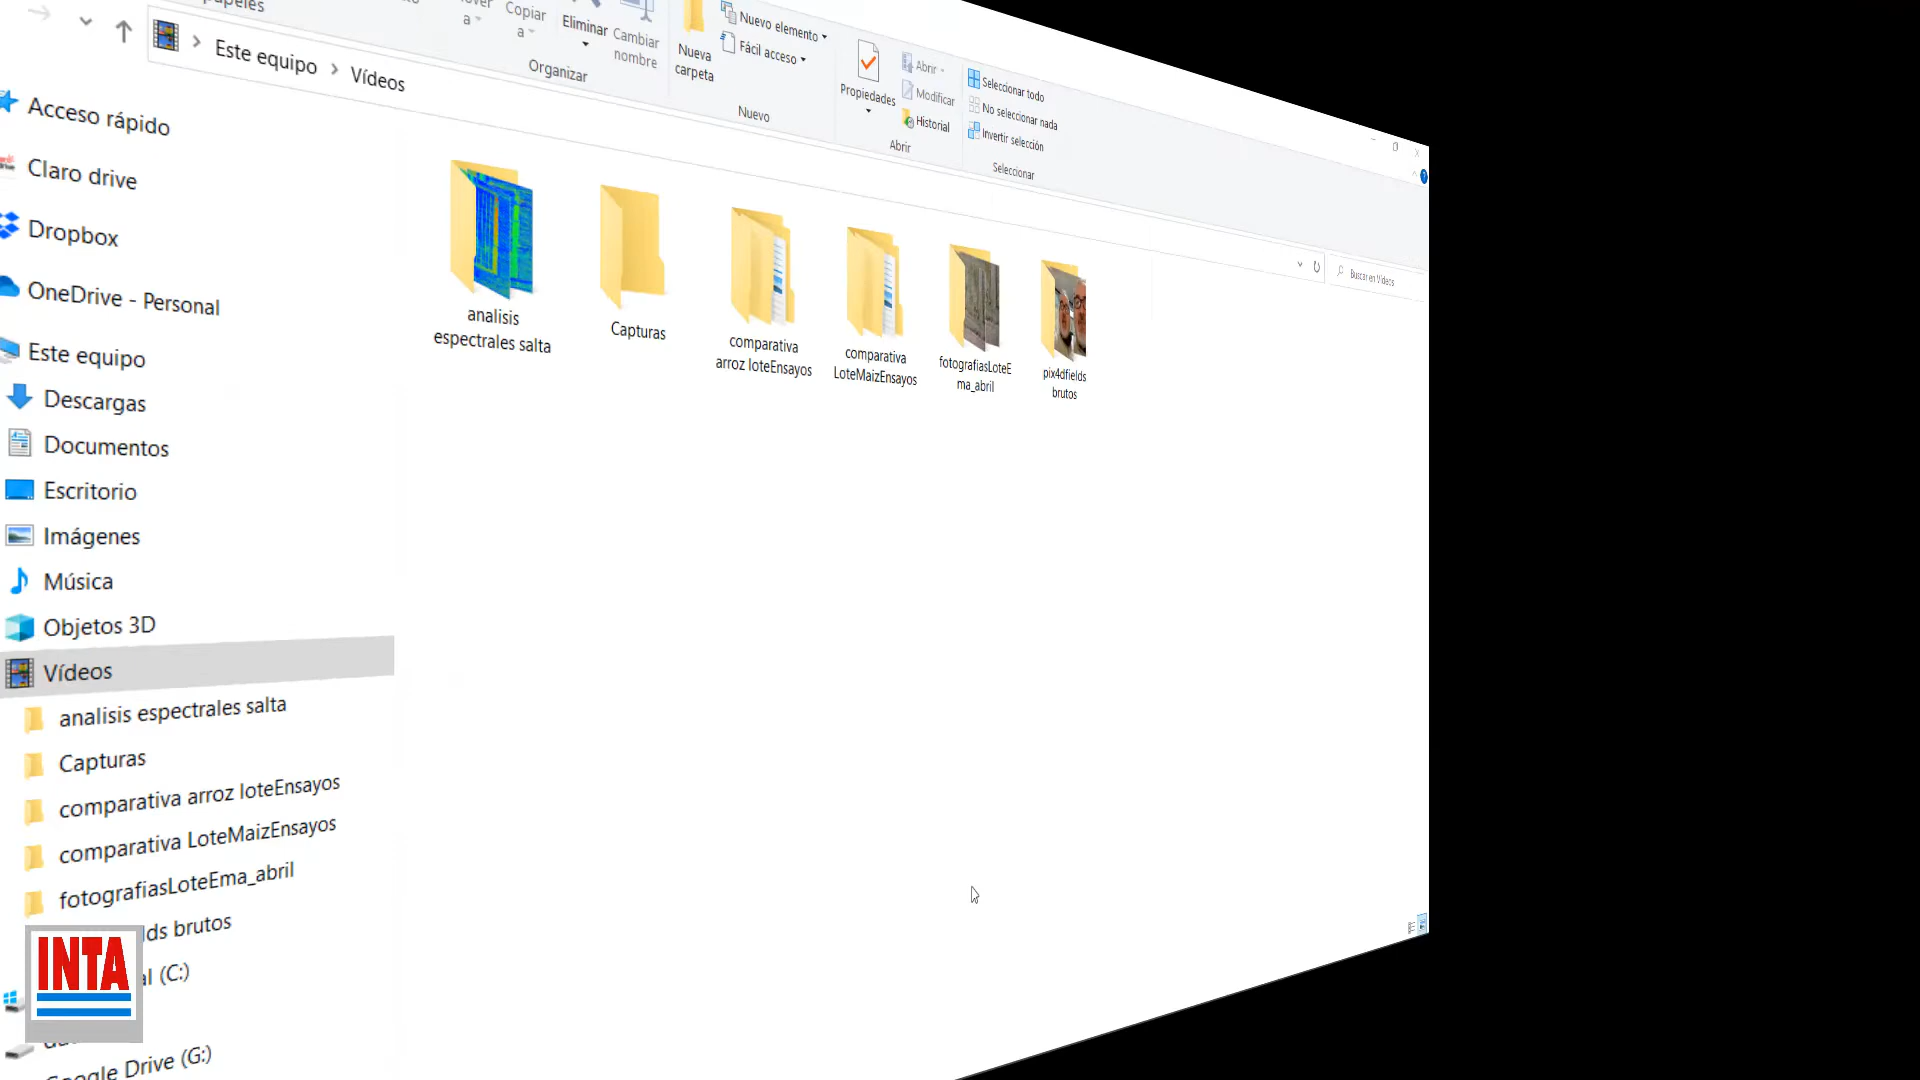 Copiar
a
Eliminar
Cambiar
nombre
Organizar
Nueva
carpeta
Nuevo elemento
Fácil acceso
Nuevo
Propiedades
Abrir
Modificar
Historial
Abrir
Seleccionar todo
No seleccionar nada
Invertir selección
Seleccionar
Este equipo > Vídeos
Buscar en Vídeos
Acceso rápido
Claro drive
Dropbox
OneDrive - Personal
Este equipo
Descargas
Documentos
Escritorio
Imágenes
Música
Objetos 3D
Vídeos
analisis espectrales salta
Capturas
comparativa arroz loteEnsayos
comparativa LoteMaizEnsayos
fotografiasLoteEma_abril
brutos
(C:)
Drive (G:)
analisis
espectrales salta
Capturas
comparativa
arroz loteEnsayos
comparativa
LoteMaizEnsayos
fotografiasLoteE
ma_abril
pix4dfields
brutos
INTA